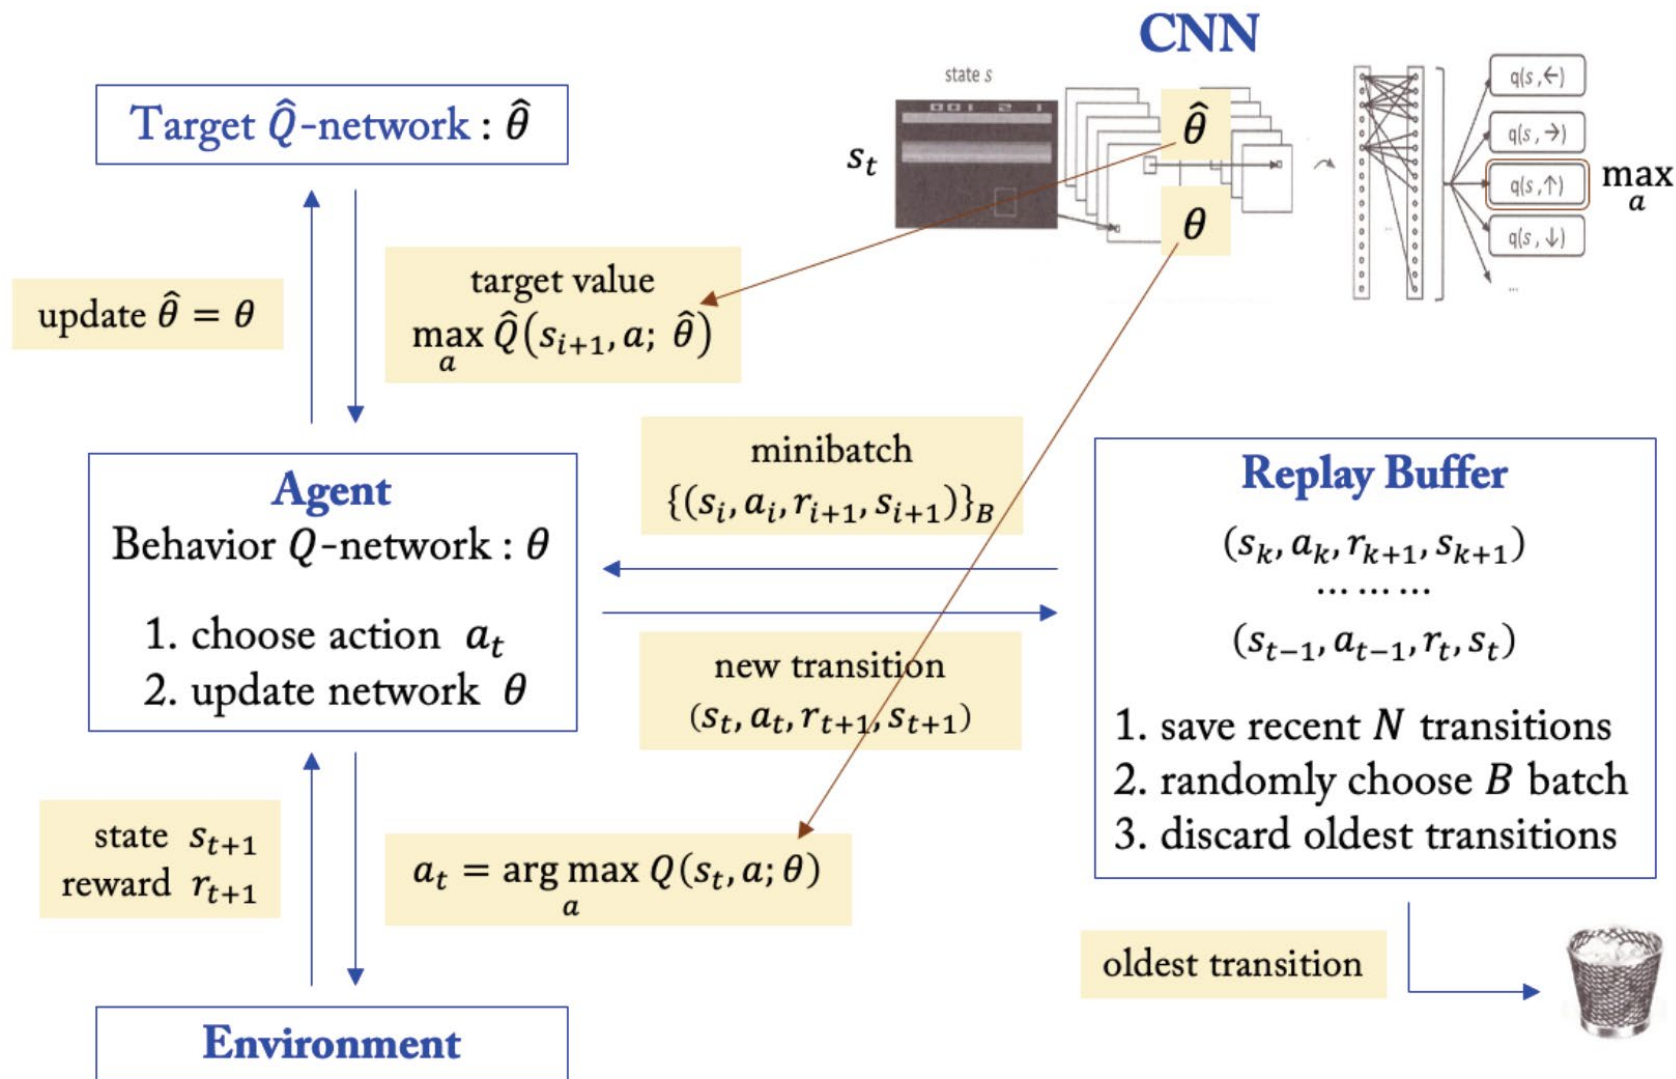 CNN
state s
001 2 1
s_t
θ̂
θ
q(s,←)
q(s,→)
q(s,↑)
q(s,↓)
...
max
a
Target Q̂-network : θ̂
update θ̂ = θ
target value
max Q̂(s_{i+1}, a; θ̂)
a
Agent
Behavior Q-network : θ
1. choose action a_t
2. update network θ
minibatch
{(s_i, a_i, r_{i+1}, s_{i+1})}_B
new transition
(s_t, a_t, r_{t+1}, s_{t+1})
Replay Buffer
(s_k, a_k, r_{k+1}, s_{k+1})
... ... ...
(s_{t−1}, a_{t−1}, r_t, s_t)
1. save recent N transitions
2. randomly choose B batch
3. discard oldest transitions
state s_{t+1}
reward r_{t+1}
a_t = arg max Q(s_t, a; θ)
a
oldest transition
Environment